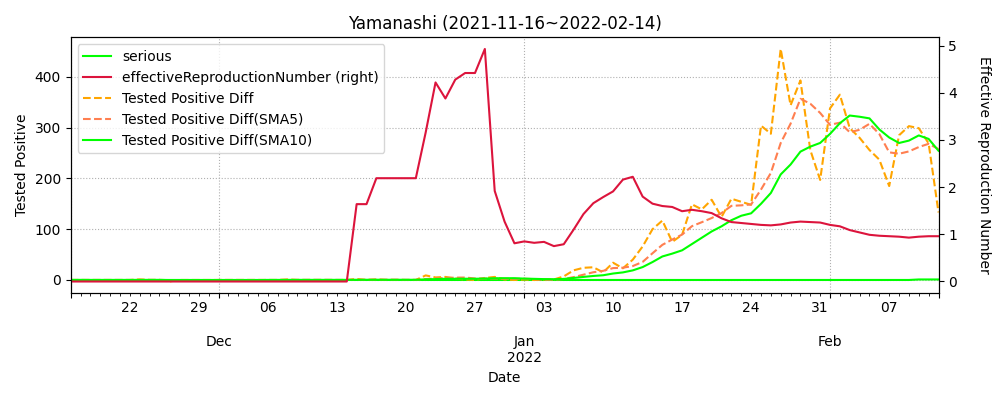 Yamanashi (2021-11-16~2022-02-14)
serious
effectiveReproductionNumber (right)
Tested Positive Diff
Tested Positive Diff(SMA5)
Tested Positive Diff(SMA10)
Tested Positive
400
300
200
100
0
5
4
3
2
1
0
Effective Reproduction Number
22 29 06 13 20 27 03 10 17 24 31 07
Dec Jan Feb
2022
Date